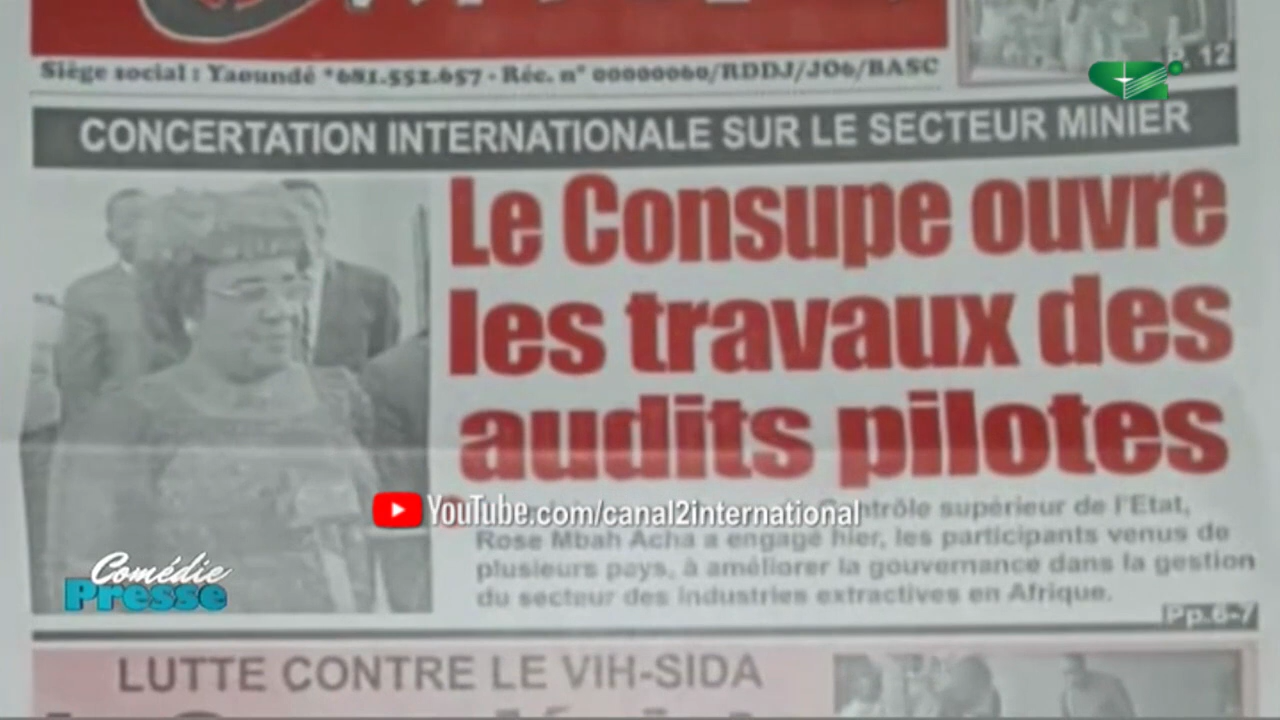 P. 12
Siège social : Yaoundé *681.552.657 - Réc. n° 00000060/RDDJ/JO6/BASC
CONCERTATION INTERNATIONALE SUR LE SECTEUR MINIER
Le Consupe ouvre
les travaux des
audits pilotes
YouTube.com/canal2international
ntrôle supérieur de l'Etat,
Rose Mbah Acha a engagé hier, les participants venus de
plusieurs pays, à améliorer la gouvernance dans la gestion
du secteur des industries extractives en Afrique.
Pp.6-7
Comédie
Presse
LUTTE CONTRE LE VIH-SIDA